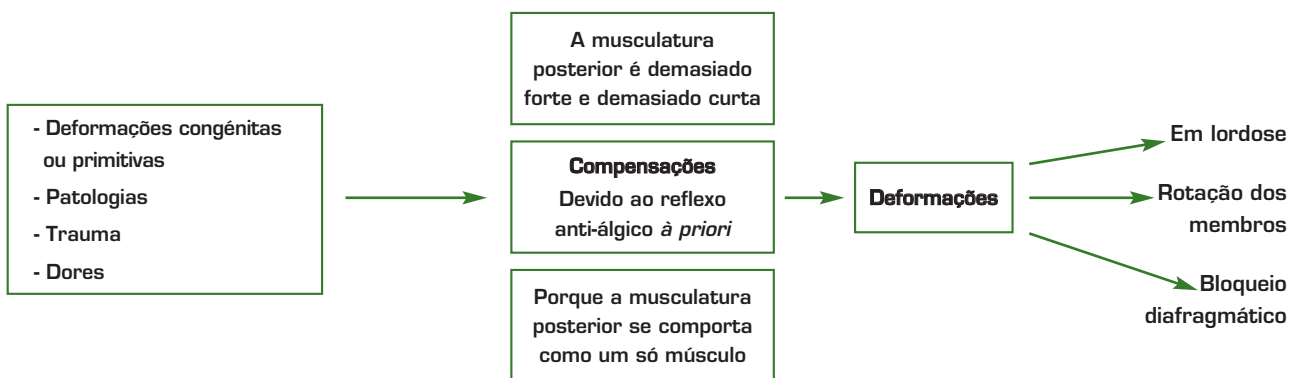 - Deformações congénitas
ou primitivas
- Patologias
- Trauma
- Dores
A musculatura
posterior é demasiado
forte e demasiado curta
Compensações
Devido ao reflexo
anti-álgico à priori
Porque a musculatura
posterior se comporta
como um só músculo
Deformações
Em lordose
Rotação dos
membros
Bloqueio
diafragmático